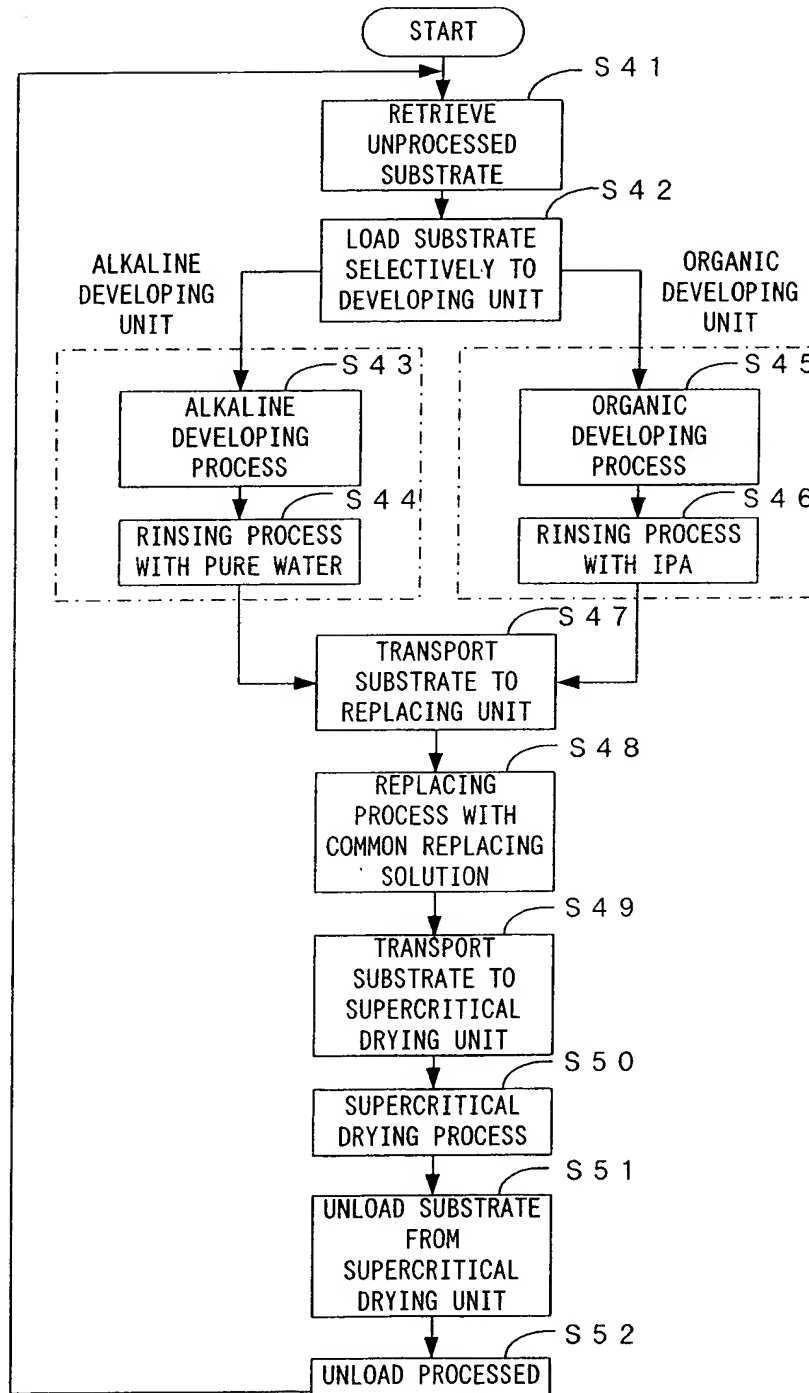 START
S41
RETRIEVE
UNPROCESSED
SUBSTRATE
S42
LOAD SUBSTRATE
SELECTIVELY TO
DEVELOPING UNIT
ALKALINE
DEVELOPING
UNIT
ORGANIC
DEVELOPING
UNIT
S43
ALKALINE
DEVELOPING
PROCESS
S44
RINSING PROCESS
WITH PURE WATER
S45
ORGANIC
DEVELOPING
PROCESS
S46
RINSING PROCESS
WITH IPA
S47
TRANSPORT
SUBSTRATE TO
REPLACING UNIT
S48
REPLACING
PROCESS WITH
COMMON REPLACING
SOLUTION
S49
TRANSPORT
SUBSTRATE TO
SUPERCRITICAL
DRYING UNIT
S50
SUPERCRITICAL
DRYING PROCESS
S51
UNLOAD SUBSTRATE
FROM
SUPERCRITICAL
DRYING UNIT
S52
UNLOAD PROCESSED